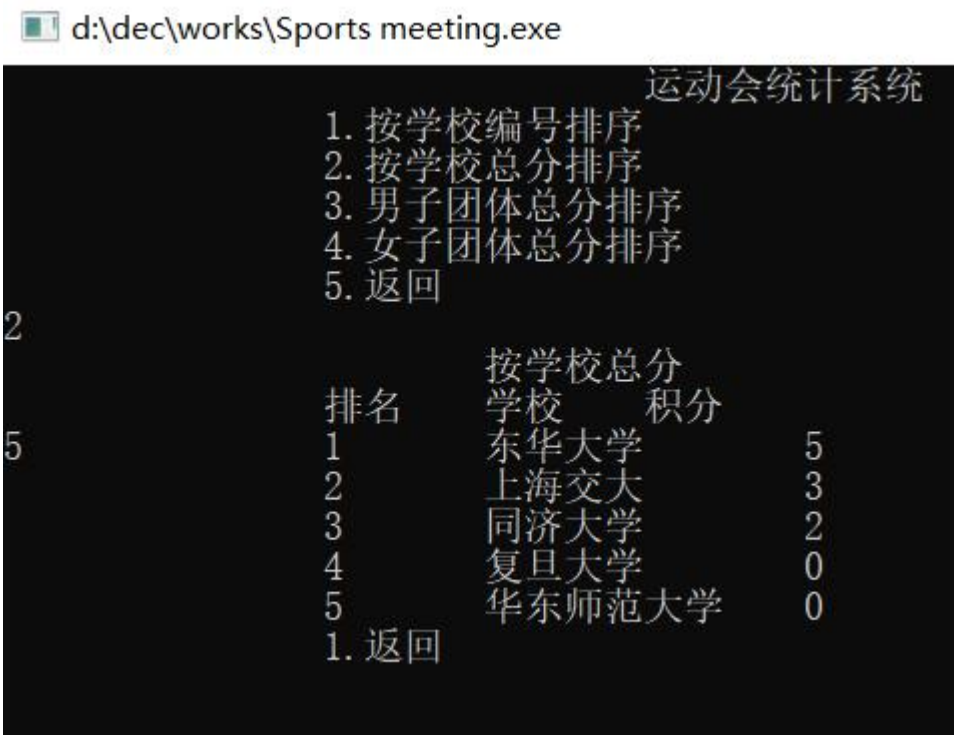 d:\dec\works\Sports meeting.exe
运动会统计系统
1.按学校编号排序
2.按学校总分排序
3.男子团体总分排序
4.女子团体总分排序
5.返回
2
按学校总分
排名 学校 积分
5 1 东华大学 5
2 上海交大 3
3 同济大学 2
4 复旦大学 0
5 华东师范大学 0
1.返回